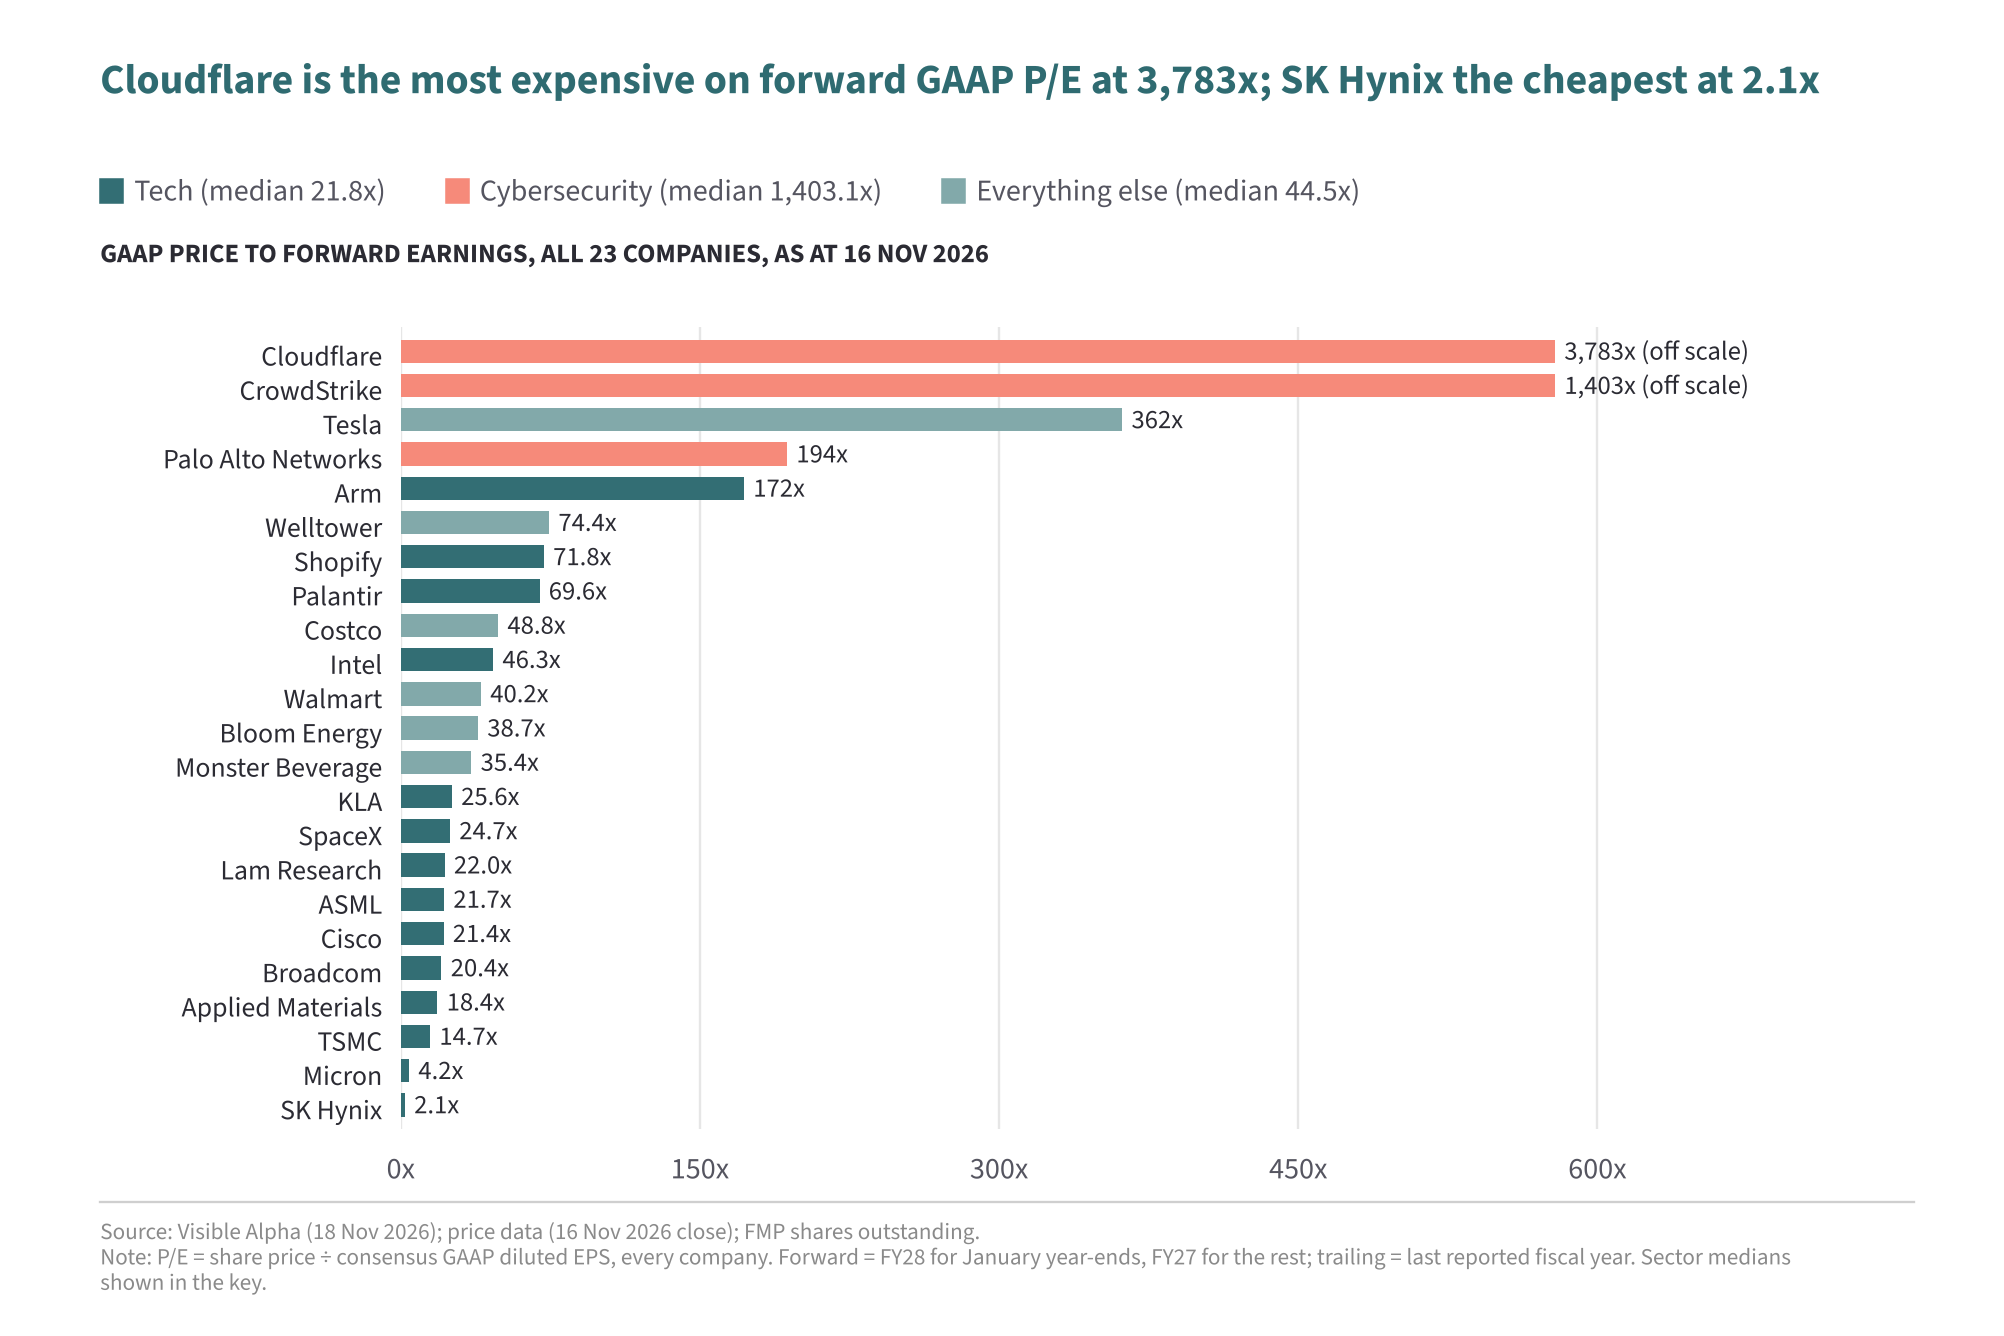 Cloudflare is the most expensive on forward GAAP P/E at 3,783x; SK Hynix the cheapest at 2.1x
Tech (median 21.8x) Cybersecurity (median 1,403.1x) Everything else (median 44.5x)
GAAP PRICE TO FORWARD EARNINGS, ALL 23 COMPANIES, AS AT 16 NOV 2026
Cloudflare 3,783x (off scale)
CrowdStrike 1,403x (off scale)
Tesla 362x
Palo Alto Networks 194x
Arm 172x
Welltower 74.4x
Shopify 71.8x
Palantir 69.6x
Costco 48.8x
Intel 46.3x
Walmart 40.2x
Bloom Energy 38.7x
Monster Beverage 35.4x
KLA 25.6x
SpaceX 24.7x
Lam Research 22.0x
ASML 21.7x
Cisco 21.4x
Broadcom 20.4x
Applied Materials 18.4x
TSMC 14.7x
Micron 4.2x
SK Hynix 2.1x
0x 150x 300x 450x 600x
Source: Visible Alpha (18 Nov 2026); price data (16 Nov 2026 close); FMP shares outstanding.
Note: P/E = share price ÷ consensus GAAP diluted EPS, every company. Forward = FY28 for January year-ends, FY27 for the rest; trailing = last reported fiscal year. Sector medians
shown in the key.